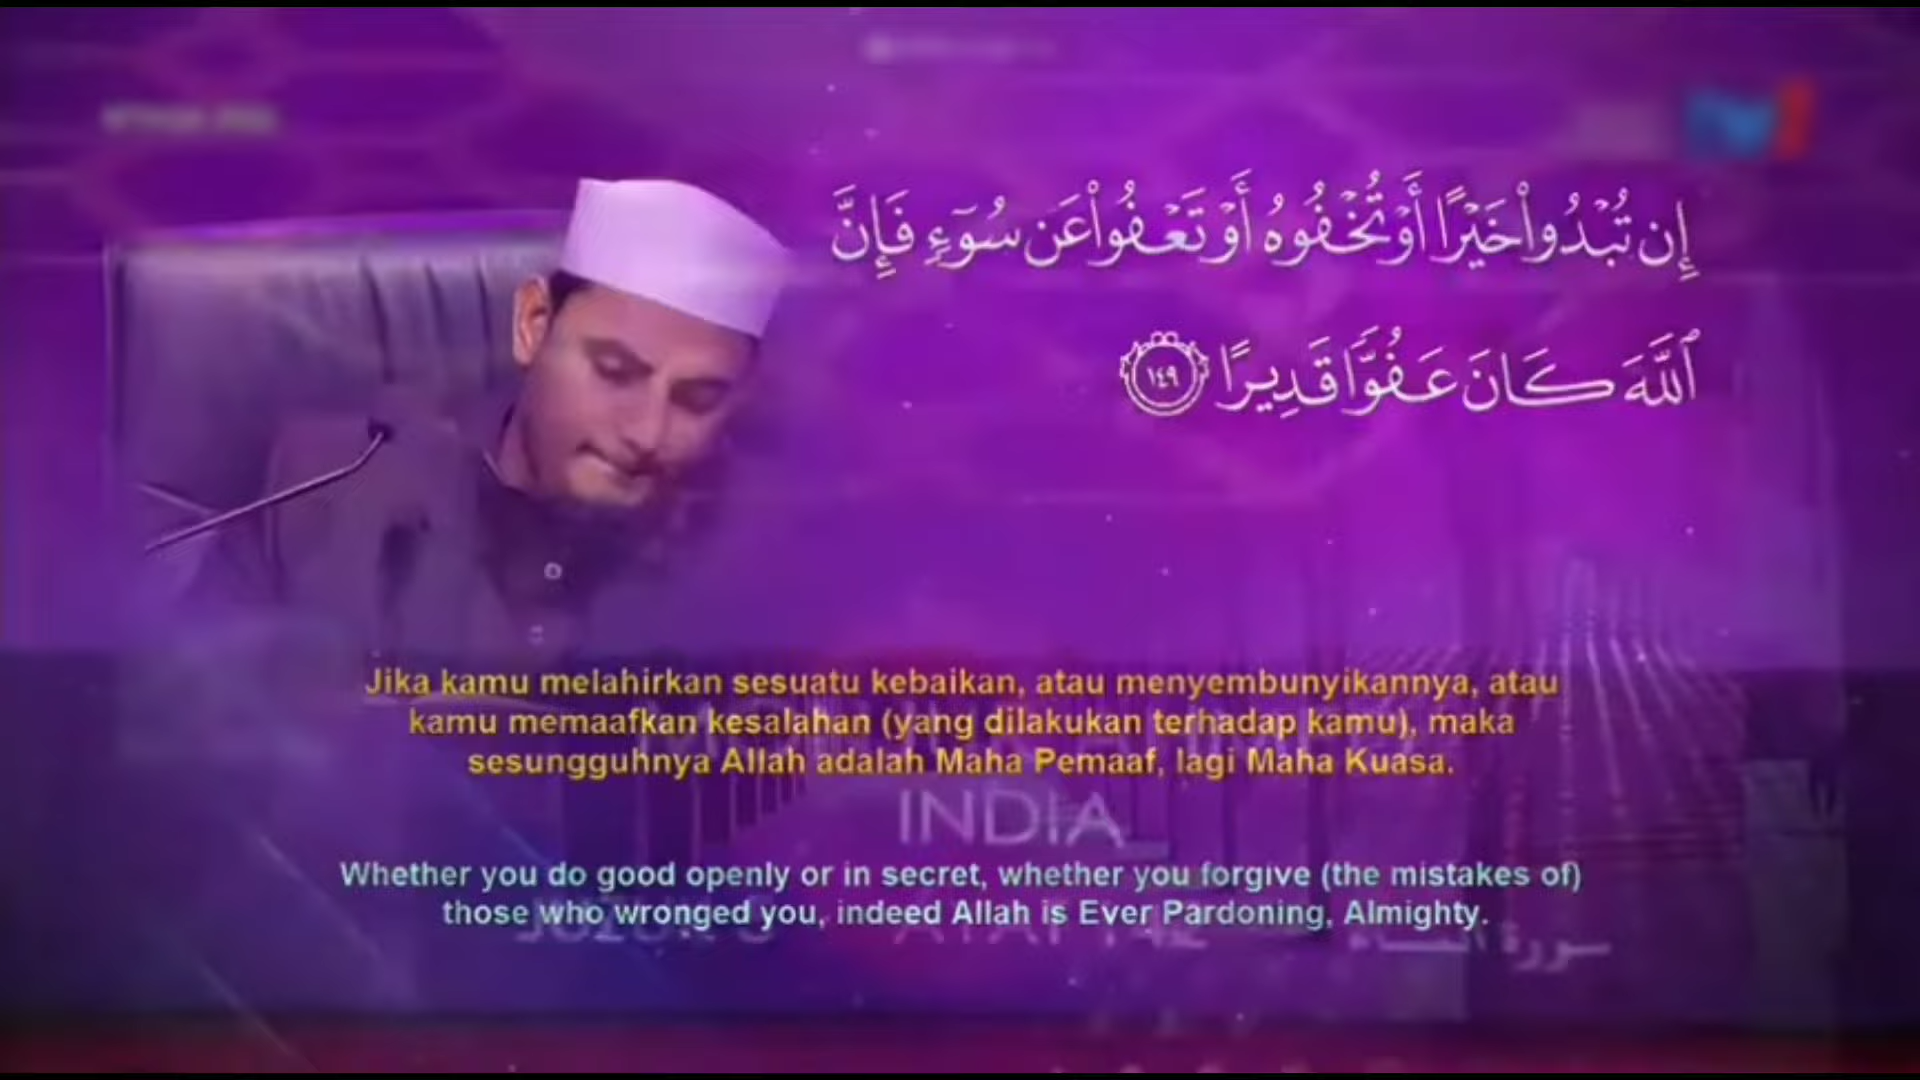 إِن تُبْدُوا۟ خَيْرًا أَوْ تُخْفُوهُ أَوْ تَعْفُوا۟ عَن سُوٓءٍ فَإِنَّ
ٱللَّهَ كَانَ عَفُوًّا قَدِيرًا ١٤٩
Jika kamu melahirkan sesuatu kebaikan, atau menyembunyikannya, atau
kamu memaafkan kesalahan (yang dilakukan terhadap kamu), maka
sesungguhnya Allah adalah Maha Pemaaf, lagi Maha Kuasa.
INDIA
Whether you do good openly or in secret, whether you forgive (the mistakes of)
those who wronged you, indeed Allah is Ever Pardoning, Almighty.
سورة النساء